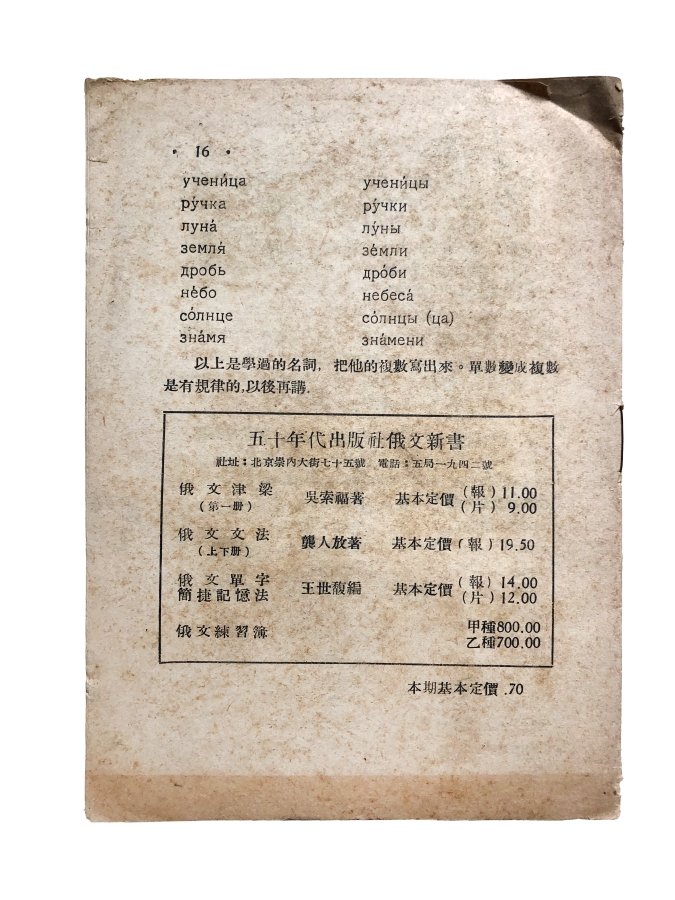 • 16 •
учени́ца учени́цы
ру́чка ру́чки
луна́ лу́ны
земля́ зе́мли
дробь дро́би
не́бо небеса́
со́лнце со́лнцы (ца)
зна́мя зна́мени
以上是學過的名詞，把他的複數寫出來。單數變成複數
是有規律的,以後再講.
五十年代出版社俄文新書
社址：北京崇內大街七十五號 電話：五局一九四二號
俄文津梁 吳索福著 基本定價 (報) 11.00
(第一册) (片) 9.00
俄文文法 龔人放著 基本定價 (報) 19.50
(上下册)
俄文單字 王世馥編 基本定價 (報) 14.00
簡捷記憶法 (片) 12.00
俄文練習簿 甲種800.00
乙種700.00
本期基本定價 .70